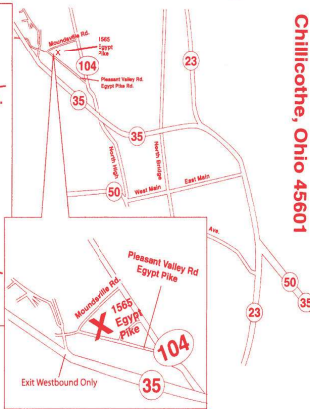 Chillicothe, Ohio 45601
Moundsville Rd.
1565
Egypt
Pike
X
104
Pleasant Valley Rd.
Egypt Pike Rd.
23
35
35
North High
North Bridge
50
West Main
East Main
Ave.
50
35
23
Pleasant Valley Rd
Egypt Pike
Moundsville Rd.
X
1565
Egypt
Pike
104
Exit Westbound Only
35